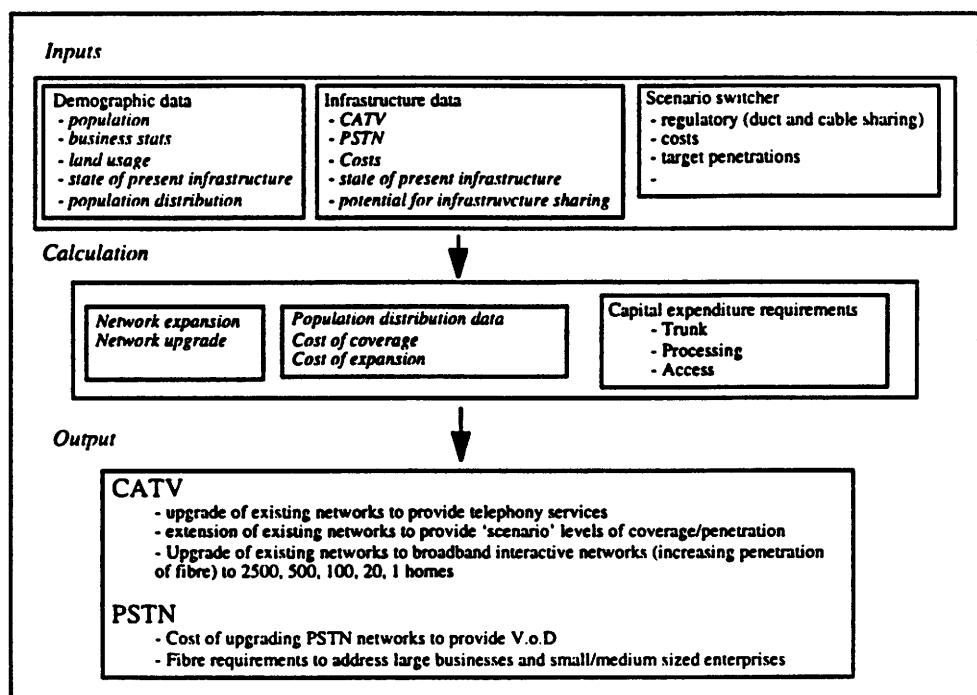 Inputs
Demographic data
- population
- business stats
- land usage
- state of present infrastructure
- population distribution
Infrastructure data
- CATV
- PSTN
- Costs
- state of present infrastructure
- potential for infrastruvcture sharing
Scenario switcher
- regulatory (duct and cable sharing)
- costs
- target penetrations
-
Calculation
Network expansion
Network upgrade
Population distribution data
Cost of coverage
Cost of expansion
Capital expenditure requirements
- Trunk
- Processing
- Access
Output
CATV
- upgrade of existing networks to provide telephony services
- extension of existing networks to provide 'scenario' levels of coverage/penetration
- Upgrade of existing networks to broadband interactive networks (increasing penetration
of fibre) to 2500, 500, 100, 20, 1 homes
PSTN
- Cost of upgrading PSTN networks to provide V.o.D
- Fibre requirements to address large businesses and small/medium sized enterprises